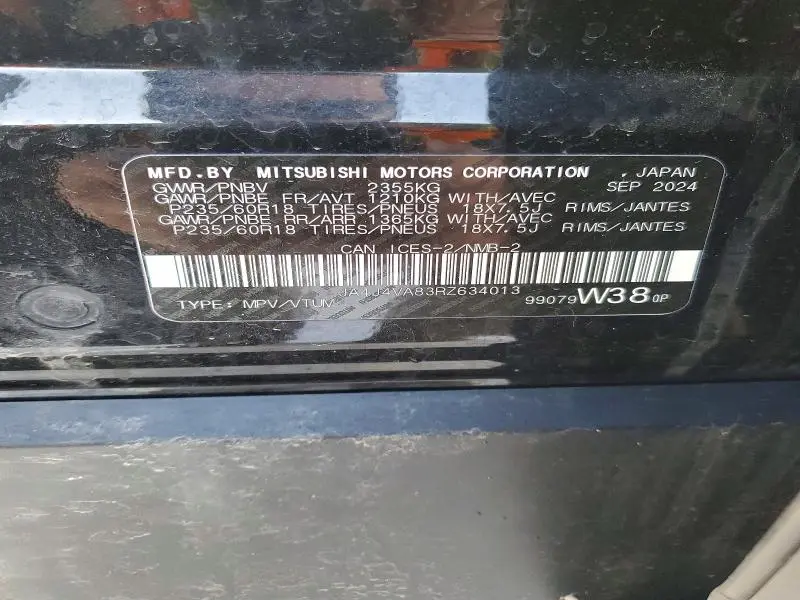 MFD.BY MITSUBISHI MOTORS CORPORATION , JAPAN
GVWR/PNBV 2355KG SEP 2024
GAWR/PNBE FR/AVT 1210KG WITH/AVEC
P235/60R18 TIRES/PNEUS 18X7.5J RIMS/JANTES
GAWR/PNBE RR/ARR 1365KG WITH/AVEC
P235/60R18 TIRES/PNEUS 18X7.5J RIMS/JANTES
CAN ICES-2/NMB-2
JA4J4VA83RZ634013
TYPE: MPV/VTUM 99079W38 0P